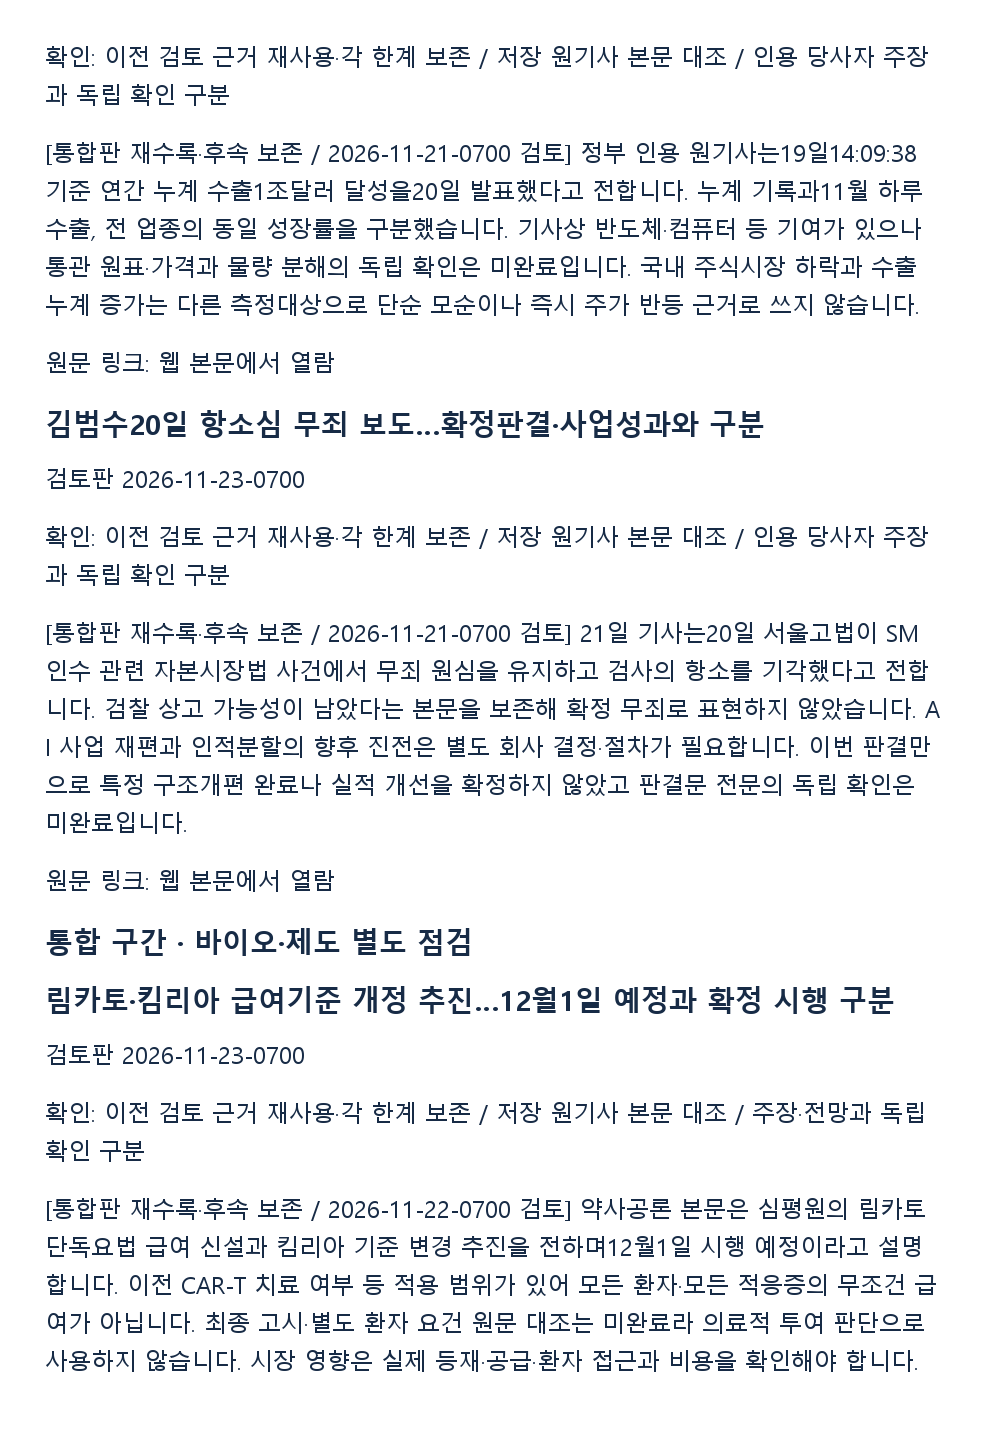 확인: 이전 검토 근거 재사용·각 한계 보존 / 저장 원기사 본문 대조 / 인용 당사자 주장
과 독립 확인 구분
[통합판 재수록·후속 보존 / 2026-11-21-0700 검토] 정부 인용 원기사는19일14:09:38
기준 연간 누계 수출1조달러 달성을20일 발표했다고 전합니다. 누계 기록과11월 하루
수출, 전 업종의 동일 성장률을 구분했습니다. 기사상 반도체·컴퓨터 등 기여가 있으나
통관 원표·가격과 물량 분해의 독립 확인은 미완료입니다. 국내 주식시장 하락과 수출
누계 증가는 다른 측정대상으로 단순 모순이나 즉시 주가 반등 근거로 쓰지 않습니다.
원문 링크: 웹 본문에서 열람
김범수20일 항소심 무죄 보도...확정판결·사업성과와 구분
검토판 2026-11-23-0700
확인: 이전 검토 근거 재사용·각 한계 보존 / 저장 원기사 본문 대조 / 인용 당사자 주장
과 독립 확인 구분
[통합판 재수록·후속 보존 / 2026-11-21-0700 검토] 21일 기사는20일 서울고법이 SM
인수 관련 자본시장법 사건에서 무죄 원심을 유지하고 검사의 항소를 기각했다고 전합
니다. 검찰 상고 가능성이 남았다는 본문을 보존해 확정 무죄로 표현하지 않았습니다. A
I 사업 재편과 인적분할의 향후 진전은 별도 회사 결정·절차가 필요합니다. 이번 판결만
으로 특정 구조개편 완료나 실적 개선을 확정하지 않았고 판결문 전문의 독립 확인은
미완료입니다.
원문 링크: 웹 본문에서 열람
통합 구간 · 바이오·제도 별도 점검
림카토·킴리아 급여기준 개정 추진...12월1일 예정과 확정 시행 구분
검토판 2026-11-23-0700
확인: 이전 검토 근거 재사용·각 한계 보존 / 저장 원기사 본문 대조 / 주장·전망과 독립
확인 구분
[통합판 재수록·후속 보존 / 2026-11-22-0700 검토] 약사공론 본문은 심평원의 림카토
단독요법 급여 신설과 킴리아 기준 변경 추진을 전하며12월1일 시행 예정이라고 설명
합니다. 이전 CAR-T 치료 여부 등 적용 범위가 있어 모든 환자·모든 적응증의 무조건 급
여가 아닙니다. 최종 고시·별도 환자 요건 원문 대조는 미완료라 의료적 투여 판단으로
사용하지 않습니다. 시장 영향은 실제 등재·공급·환자 접근과 비용을 확인해야 합니다.